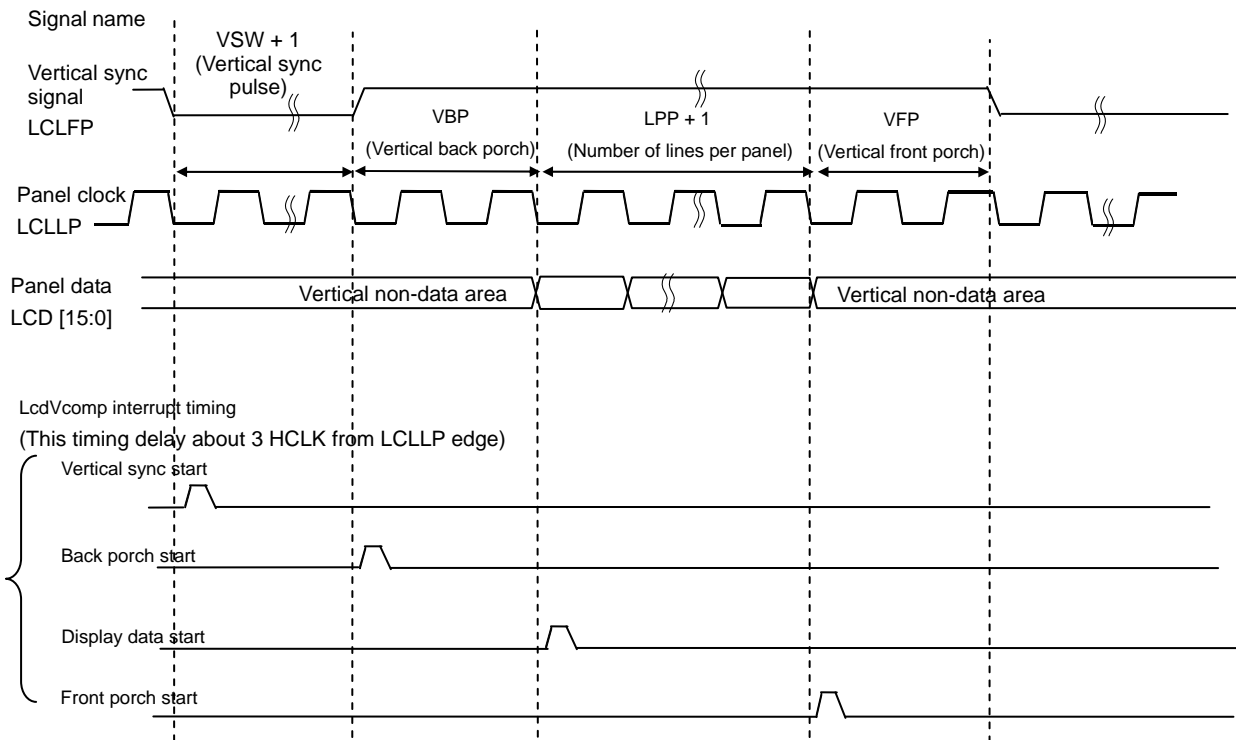 Signal name
VSW + 1
(Vertical sync
pulse)
Vertical sync
signal
LCLFP
VBP
LPP + 1
VFP
(Vertical back porch)
(Number of lines per panel)
(Vertical front porch)
Panel clock
LCLLP
Panel data
LCD [15:0]
Vertical non-data area
Vertical non-data area
LcdVcomp interrupt timing
(This timing delay about 3 HCLK from LCLLP edge)
Vertical sync start
Back porch start
Display data start
Front porch start